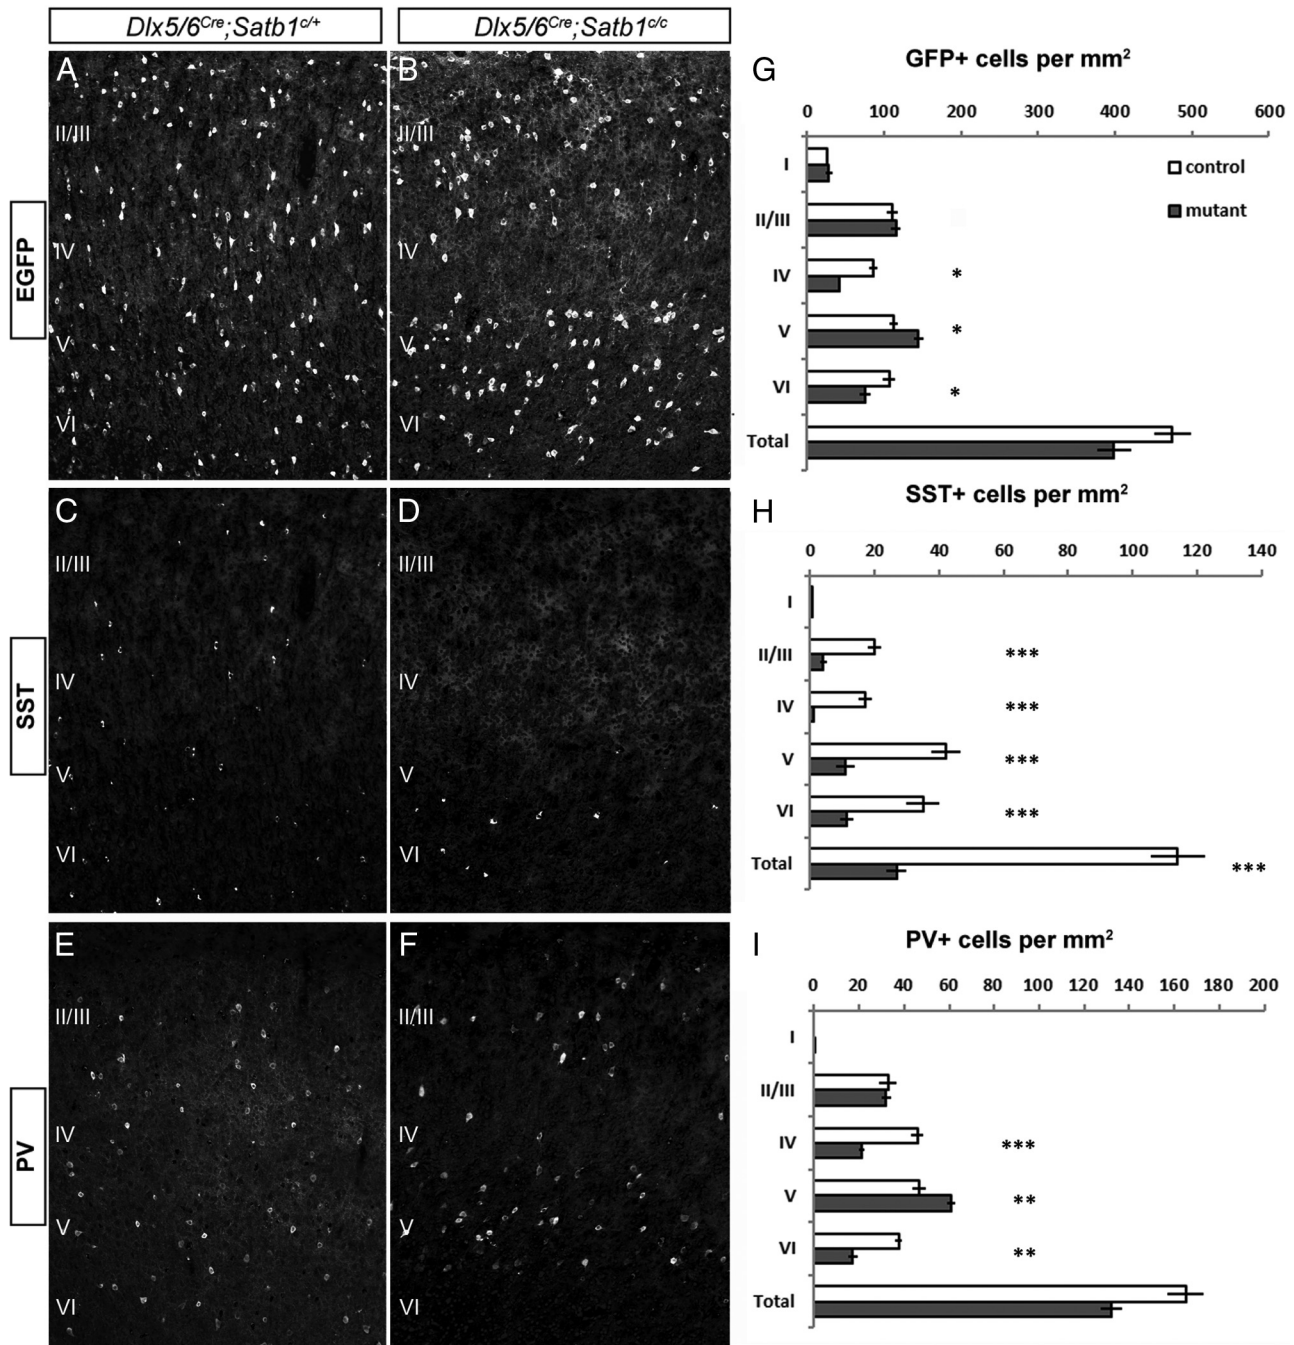 Dlx5/6Cre;Satb1c/+
Dlx5/6Cre;Satb1c/c
EGFP
A
II/III
IV
V
VI
B
II/III
IV
V
VI
G
GFP+ cells per mm2
0 100 200 300 400 500 600
I
II/III
IV *
V *
VI *
Total
control
mutant
SST
C
II/III
IV
V
VI
D
II/III
IV
V
VI
H
SST+ cells per mm2
0 20 40 60 80 100 120 140
I
II/III ***
IV ***
V ***
VI ***
Total ***
PV
E
II/III
IV
V
VI
F
II/III
IV
V
VI
I
PV+ cells per mm2
0 20 40 60 80 100 120 140 160 180 200
I
II/III
IV ***
V **
VI **
Total